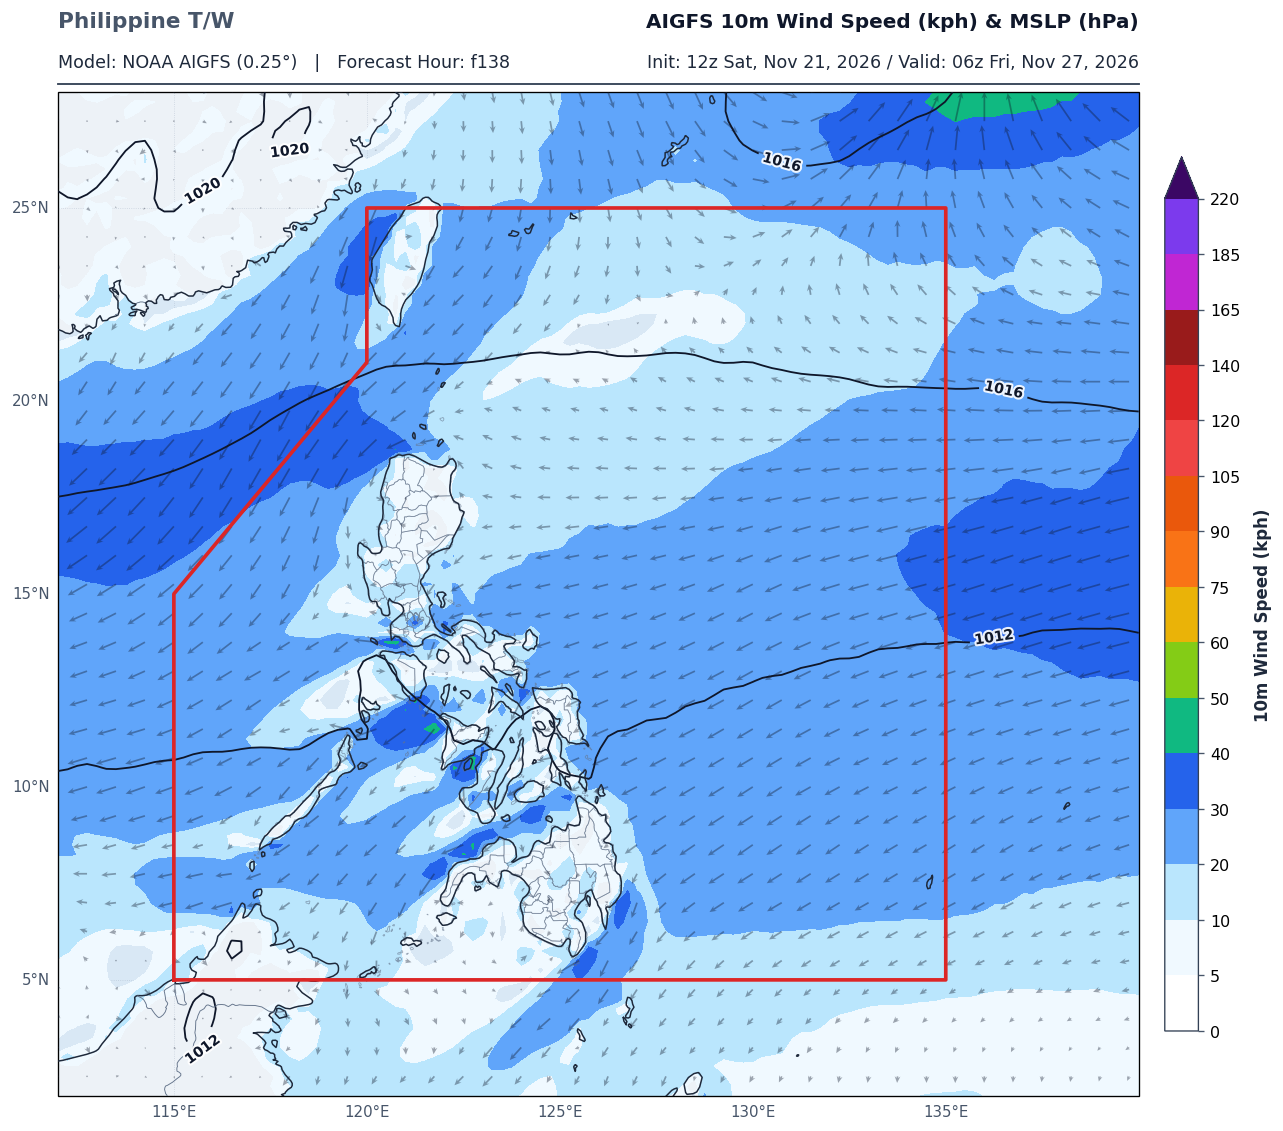 Philippine T/W
AIGFS 10m Wind Speed (kph) & MSLP (hPa)
Model: NOAA AIGFS (0.25°) | Forecast Hour: f138
Init: 12z Sat, Nov 21, 2026 / Valid: 06z Fri, Nov 27, 2026
1020
1020
1016
1016
1012
1012
25°N
20°N
15°N
10°N
5°N
115°E
120°E
125°E
130°E
135°E
220
185
165
140
120
105
90
75
60
50
40
30
20
10
5
0
10m Wind Speed (kph)